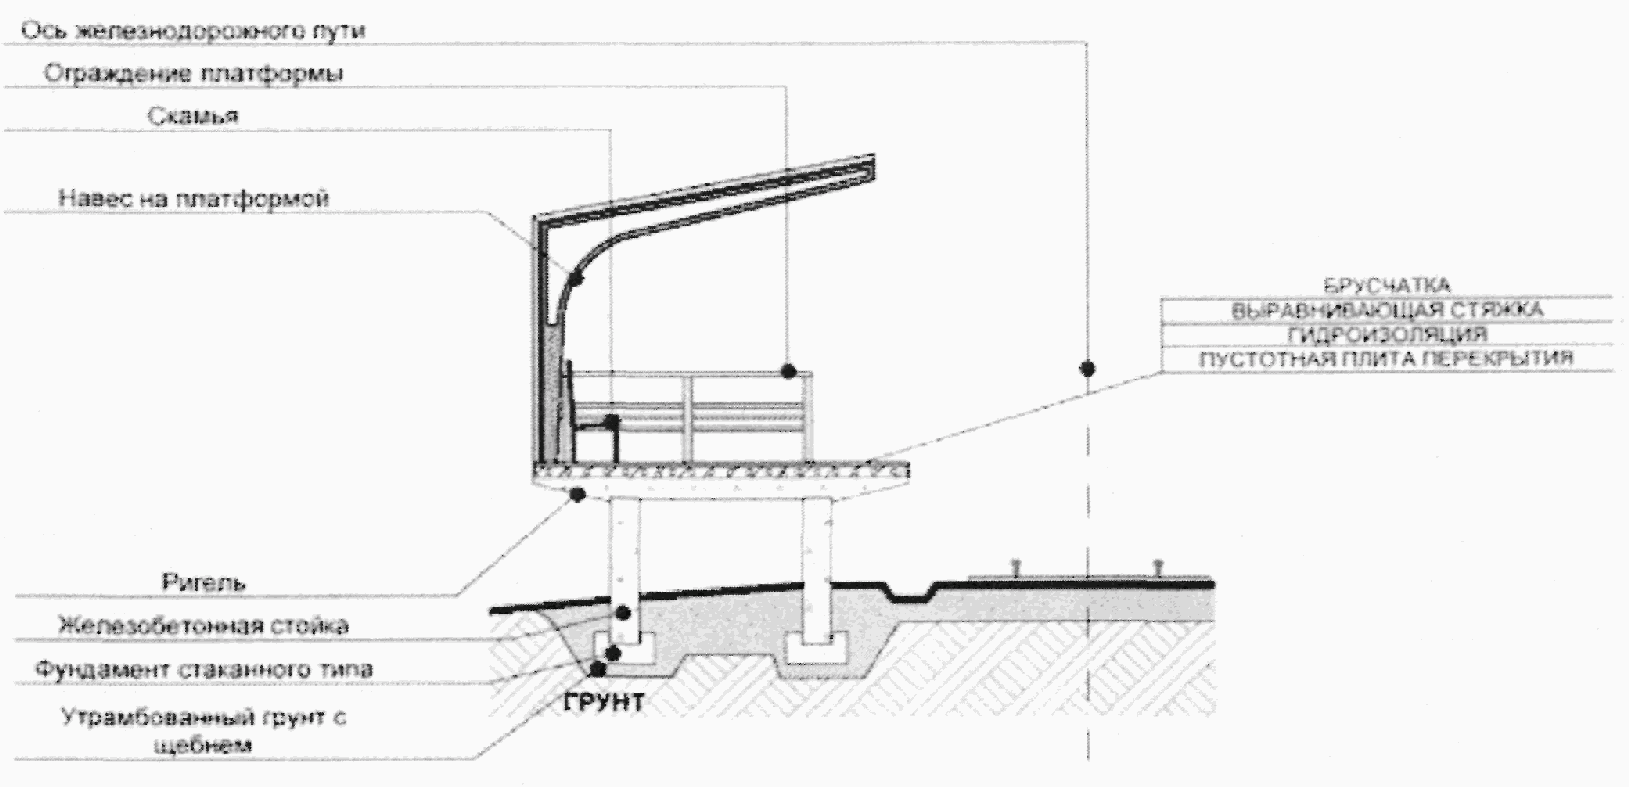 Ось железнодорожного пути
Ограждение платформы
Скамья
Навес на платформой
БРУСЧАТКА
ВЫРАВНИВАЮЩАЯ СТЯЖКА
ГИДРОИЗОЛЯЦИЯ
ПУСТОТНАЯ ПЛИТА ПЕРЕКРЫТИЯ
Ригель
Железобетонная стойка
Фундамент стаканного типа
ГРУНТ
Утрамбованный грунт с
щебнем